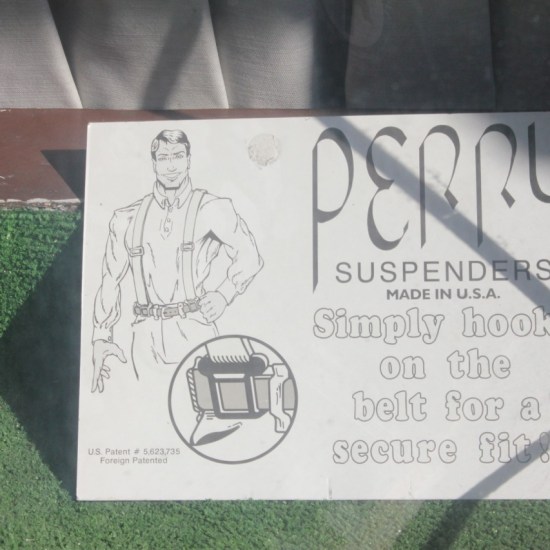 PERRY
SUSPENDERS
MADE IN U.S.A.
Simply hook
on the
belt for a
secure fit!
U.S. Patent # 5,623,735
Foreign Patented